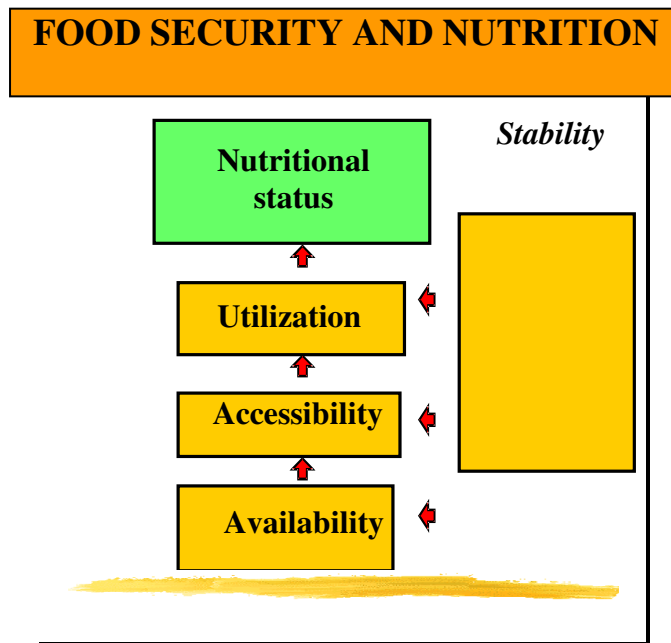 FOOD SECURITY AND NUTRITION
Stability
Nutritional
status
Utilization
Accessibility
Availability